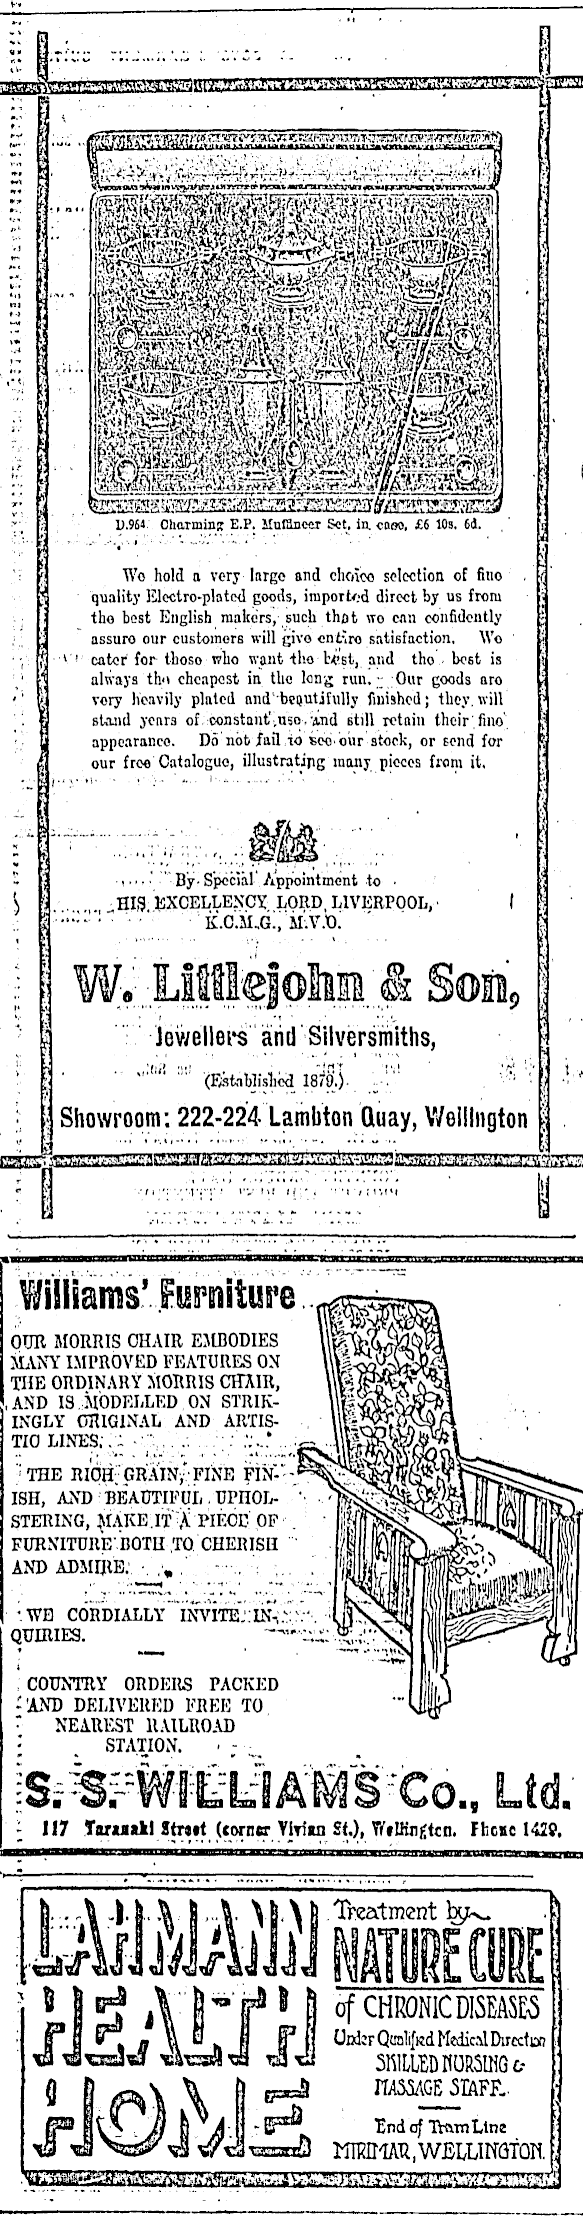 D.964. Charming E.P. Muffineer Set, in case, £6 10s. 6d.
We hold a very large and choice selection of fine
quality Electro-plated goods, imported direct by us from
the best English makers, such that we can confidently
assure our customers will give entire satisfaction. We
cater for those who want the best, and the best is
always the cheapest in the long run. Our goods are
very heavily plated and beautifully finished; they will
stand years of constant use and still retain their fine
appearance. Do not fail to see our stock, or send for
our free Catalogue, illustrating many pieces from it.
By Special Appointment to
HIS EXCELLENCY LORD LIVERPOOL,
K.C.M.G., M.V.O.
W. Littlejohn & Son,
Jewellers and Silversmiths,
(Established 1879.)
Showroom: 222-224 Lambton Quay, Wellington
Williams' Furniture
OUR MORRIS CHAIR EMBODIES
MANY IMPROVED FEATURES ON
THE ORDINARY MORRIS CHAIR,
AND IS MODELLED ON STRIK-
INGLY ORIGINAL AND ARTIS-
TIC LINES.
THE RICH GRAIN, FINE FIN-
ISH, AND BEAUTIFUL UPHOL-
STERING, MAKE IT A PIECE OF
FURNITURE BOTH TO CHERISH
AND ADMIRE.
WE CORDIALLY INVITE IN-
QUIRIES.
COUNTRY ORDERS PACKED
AND DELIVERED FREE TO
NEAREST RAILROAD
STATION.
S. S. WILLIAMS Co., Ltd.
117 Taranaki Street (corner Vivian St.), Wellington. Phone 1429.
LAHMANN
HEALTH
HOME
Treatment by
NATURE CURE
of CHRONIC DISEASES
Under Qualified Medical Direction
SKILLED NURSING &
MASSAGE STAFF.
End of Tram Line
MIRIMAR, WELLINGTON.